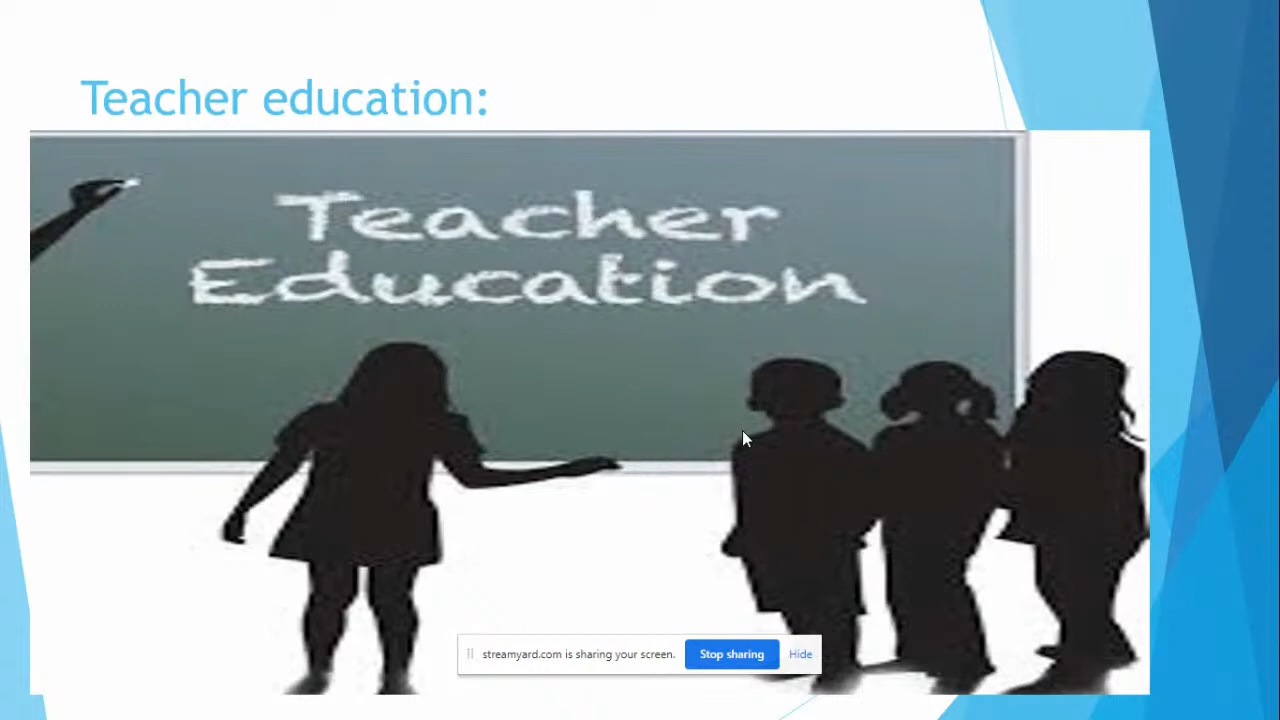 Teacher education:
Teacher
Education
streamyard.com is sharing your screen. Stop sharing Hide